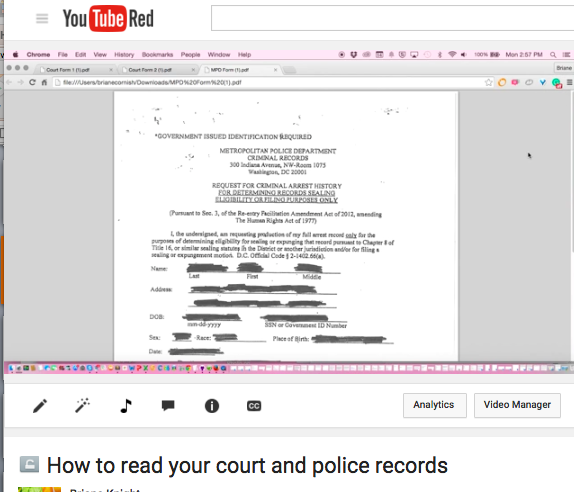 YouTube Red
Chrome File Edit View History Bookmarks People Window Help 100% Mon 2:57 PM
Court Form 1 (1).pdf Court Form 2 (1).pdf MPD Form (1).pdf Briane
file:///Users/brianecornish/Downloads/MPD%20Form%20(1).pdf
*GOVERNMENT ISSUED IDENTIFICATION REQUIRED
METROPOLITAN POLICE DEPARTMENT
CRIMINAL RECORDS
300 Indiana Avenue, NW-Room 1075
Washington, DC 20001
REQUEST FOR CRIMINAL ARREST HISTORY
FOR DETERMINING RECORDS SEALING
ELIGIBILITY OR FILING PURPOSES ONLY
(Pursuant to Sec. 3, of the Re-entry Facilitation Amendment Act of 2012, amending
The Human Rights Act of 1977)
I, the undersigned, am requesting production of my full arrest record only for the
purposes of determining eligibility for sealing or expunging that record pursuant to Chapter 8 of
Title 16, or similar sealing statutes in the District or another jurisdiction and/or for filing a
sealing or expungement motion. D.C. Official Code § 2-1402.66(a).
Name:
Last First Middle
Address:
DOB:
mm-dd-yyyy SSN or Government ID Number
Sex: Race: Place of Birth:
Date:
CC Analytics Video Manager
How to read your court and police records
Briane Knight